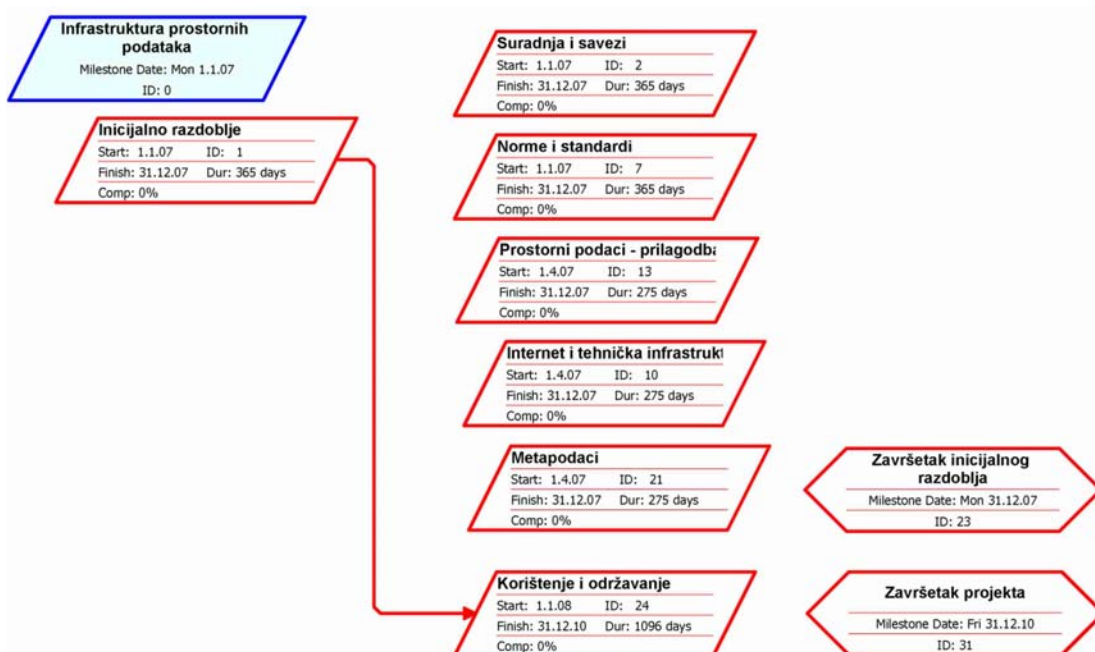 Infrastruktura prostornih
podataka
Milestone Date: Mon 1.1.07
ID: 0
Inicijalno razdoblje
Start: 1.1.07 ID: 1
Finish: 31.12.07 Dur: 365 days
Comp: 0%
Suradnja i savezi
Start: 1.1.07 ID: 2
Finish: 31.12.07 Dur: 365 days
Comp: 0%
Norme i standardi
Start: 1.1.07 ID: 7
Finish: 31.12.07 Dur: 365 days
Comp: 0%
Prostorni podaci - prilagodba
Start: 1.4.07 ID: 13
Finish: 31.12.07 Dur: 275 days
Comp: 0%
Internet i tehnička infrastrukt
Start: 1.4.07 ID: 10
Finish: 31.12.07 Dur: 275 days
Comp: 0%
Metapodaci
Start: 1.4.07 ID: 21
Finish: 31.12.07 Dur: 275 days
Comp: 0%
Završetak inicijalnog
razdoblja
Milestone Date: Mon 31.12.07
ID: 23
Korištenje i održavanje
Start: 1.1.08 ID: 24
Finish: 31.12.10 Dur: 1096 days
Comp: 0%
Završetak projekta
Milestone Date: Fri 31.12.10
ID: 31